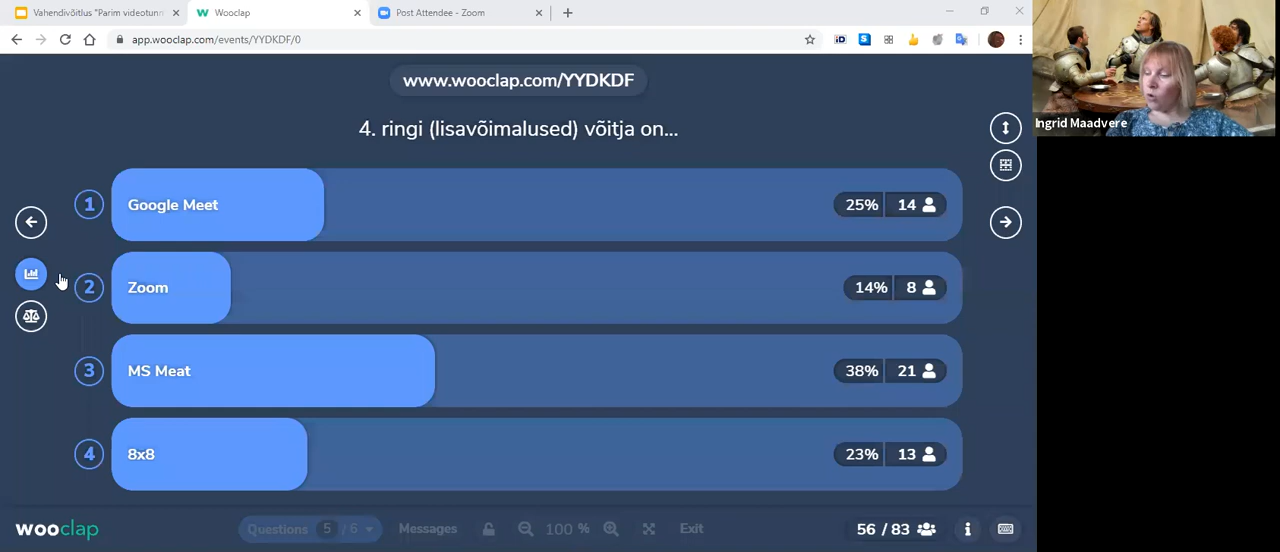 Vahendivõitlus "Parim videotunn
Wooclap
Post Attendee - Zoom
app.wooclap.com/events/YYDKDF/0
www.wooclap.com/YYDKDF
4. ringi (lisavõimalused) võitja on...
1 Google Meet 25% 14
2 Zoom 14% 8
3 MS Meat 38% 21
4 8x8 23% 13
wooclap
Questions 5 / 6
Messages
100 %
Exit
56 / 83
Ingrid Maadvere